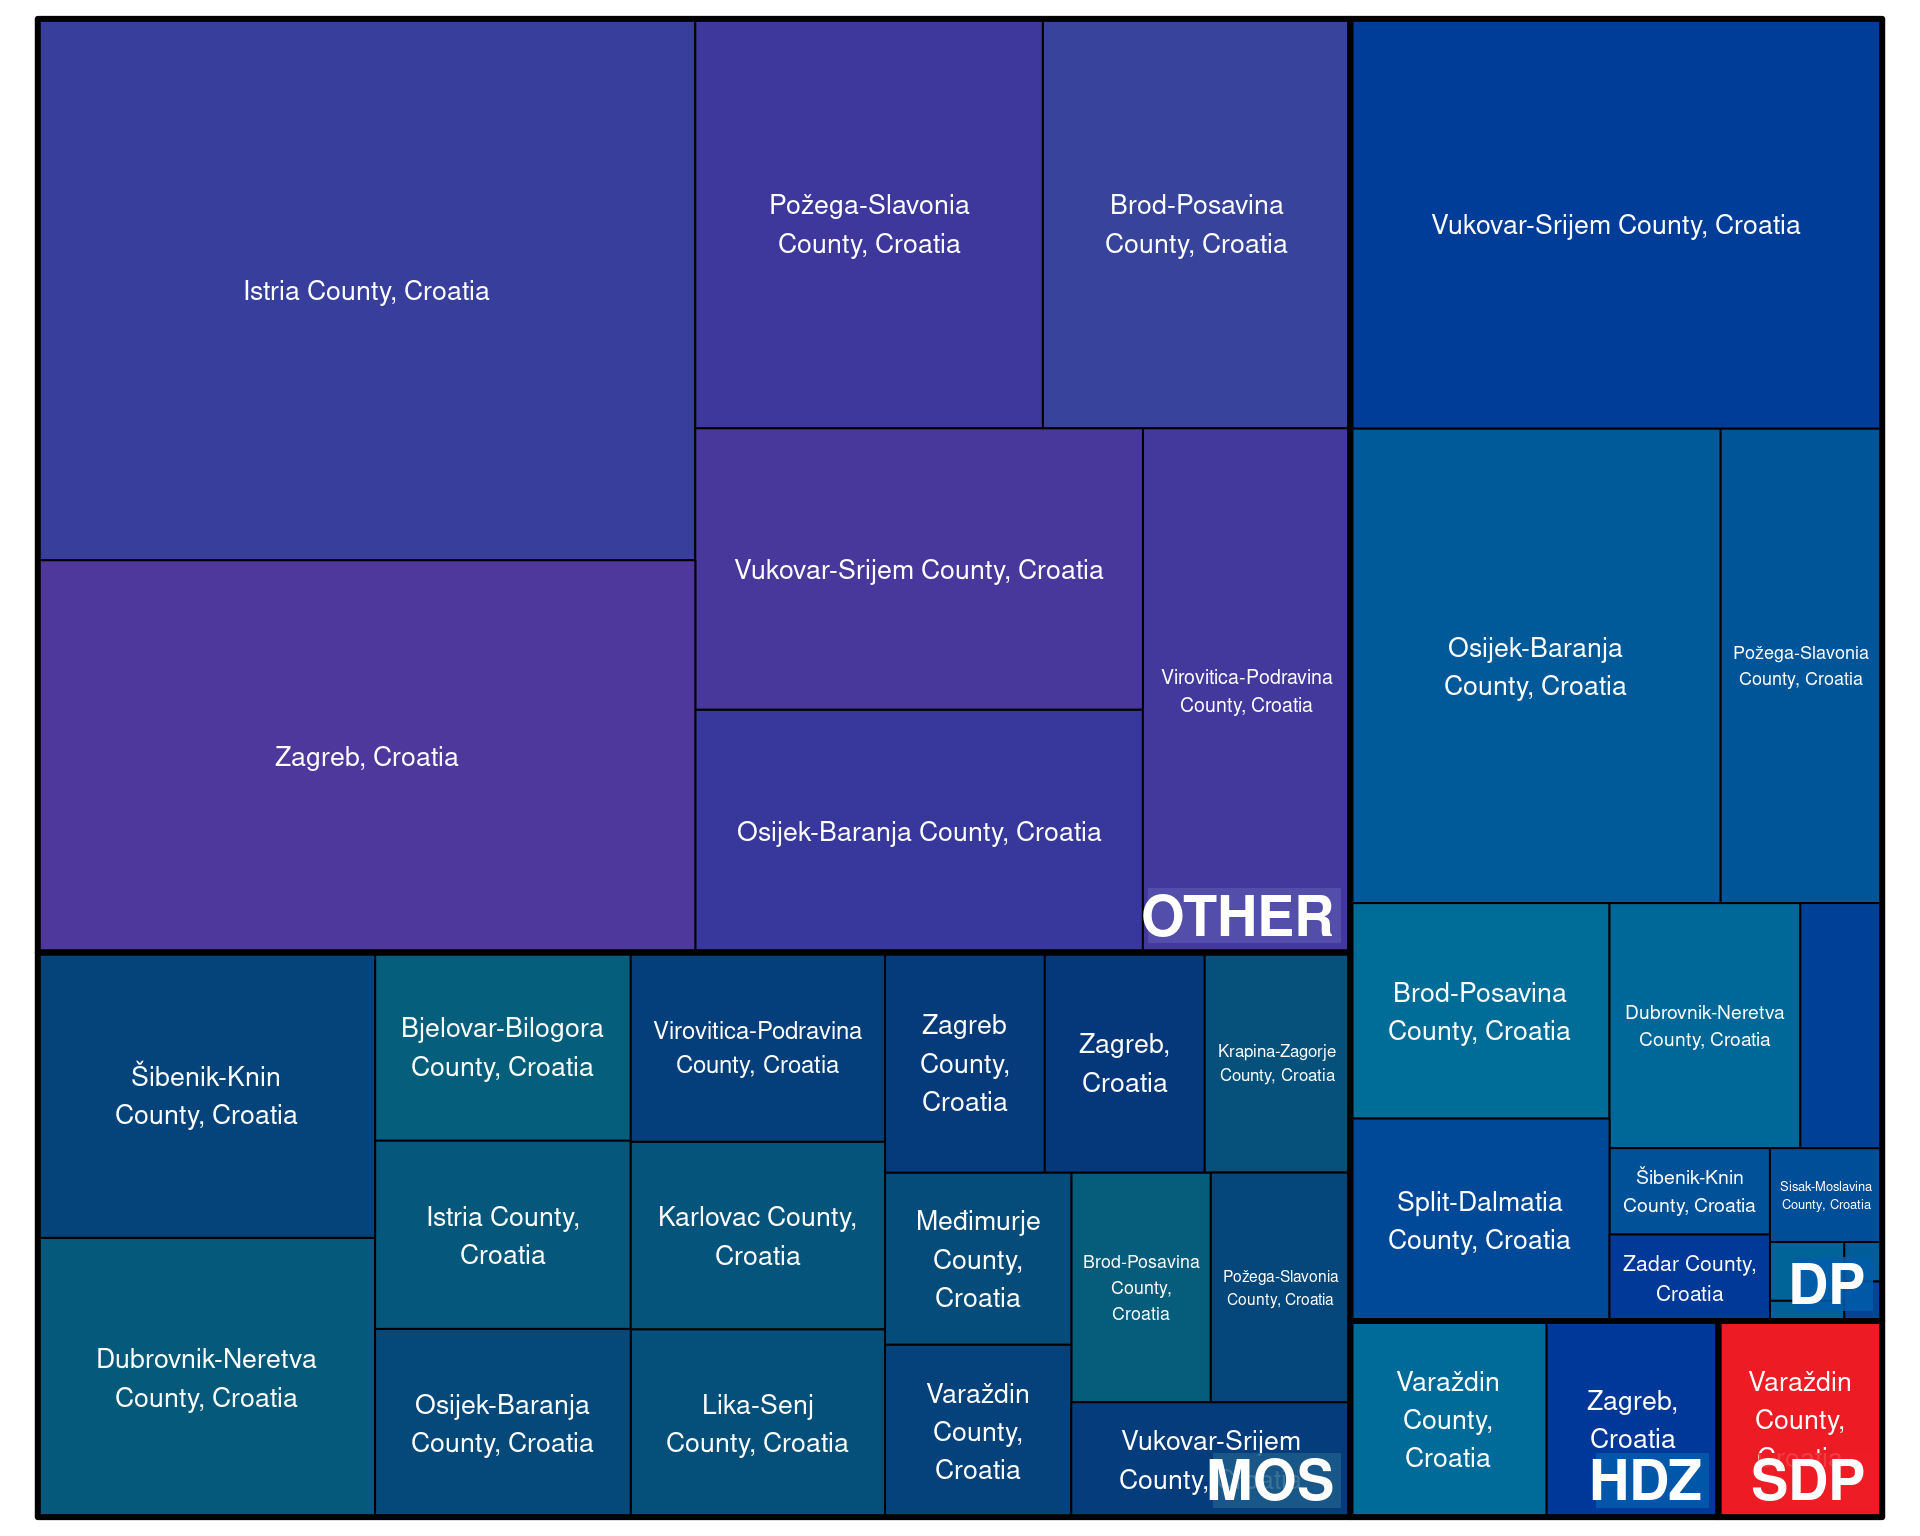 Istria County, Croatia
Zagreb, Croatia
Požega-Slavonia
County, Croatia
Brod-Posavina
County, Croatia
Vukovar-Srijem County, Croatia
Osijek-Baranja County, Croatia
Virovitica-Podravina
County, Croatia
OTHER
Šibenik-Knin
County, Croatia
Dubrovnik-Neretva
County, Croatia
Bjelovar-Bilogora
County, Croatia
Istria County,
Croatia
Osijek-Baranja
County, Croatia
Virovitica-Podravina
County, Croatia
Karlovac County,
Croatia
Lika-Senj
County, Croatia
Zagreb
County,
Croatia
Zagreb,
Croatia
Krapina-Zagorje
County, Croatia
Međimurje
County,
Croatia
Varaždin
County,
Croatia
Brod-Posavina
County,
Croatia
Požega-Slavonia
County, Croatia
Vukovar-Srijem
County, Croatia
MOS
Vukovar-Srijem County, Croatia
Osijek-Baranja
County, Croatia
Požega-Slavonia
County, Croatia
Brod-Posavina
County, Croatia
Dubrovnik-Neretva
County, Croatia
Split-Dalmatia
County, Croatia
Šibenik-Knin
County, Croatia
Sisak-Moslavina
County, Croatia
Zadar County,
Croatia
DP
Varaždin
County,
Croatia
Zagreb,
Croatia
HDZ
Varaždin
County,
Croatia
SDP